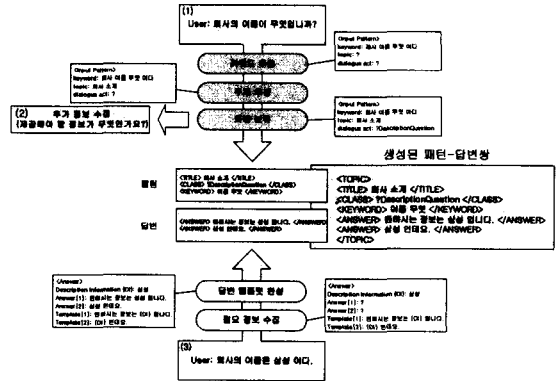 (1)
User: 회사의 이름이 무엇입니까?
<Input Pattern>
keyword: 회사 이름 무엇 이다
topic: ?
dialogue act: ?
<Input Pattern>
keyword: 회사 이름 무엇 이다
topic: 회사 소개
dialogue act: ?
(2) 추가 정보 수집
(제공해야 할 정보가 무엇인가요?)
<Input Pattern>
keyword: 회사 이름 무엇 이다
topic: 회사 소개
dialogue act: ?DescriptionQuestion
생성된 패턴-답변쌍
패턴
<TITLE> 회사 소개 </TITLE>
<CLASS> ?DescriptionQuestion </CLASS>
<KEYWORD> 이름 무엇 </KEYWORD>
답변
<ANSWER> 원하시는 정보는 삼성 입니다. </ANSWER>
<ANSWER> 삼성 인데요. </ANSWER>
<TOPIC>
<TITLE> 회사 소개 </TITLE>
<CLASS> ?DescriptionQuestion </CLASS>
<KEYWORD> 이름 무엇 </KEYWORD>
<ANSWER> 원하시는 정보는 삼성 입니다. </ANSWER>
<ANSWER> 삼성 인데요. </ANSWER>
</TOPIC>
<Answer>
Description Information (DI): 삼성
Answer[1]: 원하시는 정보는 삼성 입니다.
Answer[2]: 삼성 인데요.
Template[1]: 원하시는 정보는 [DI] 입니다.
Template[2]: [DI] 인데요.
답변 템플릿 완성
필요 정보 수집
<Answer>
Description Information (DI): 삼성
Answer[1]: ?
Answer[2]: ?
Template[1]: 원하시는 정보는 [DI] 입니다.
Template[2]: [DI] 인데요.
(3)
User: 회사의 이름은 삼성 이다.